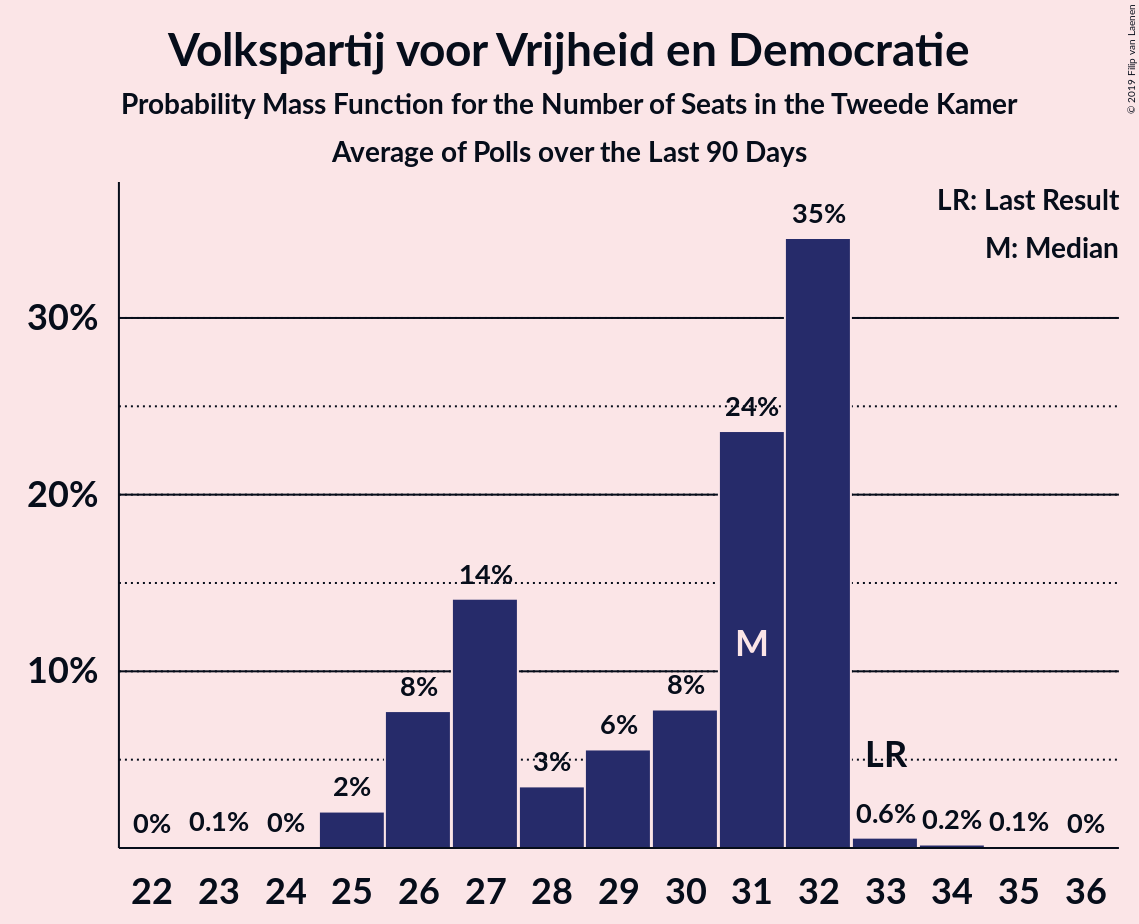 Volkspartij voor Vrijheid en Democratie
Probability Mass Function for the Number of Seats in the Tweede Kamer
Average of Polls over the Last 90 Days
© 2019 Filip van Laenen
LR: Last Result
M: Median
30%
20%
10%
0%
0.1%
0%
2%
8%
14%
3%
6%
8%
24%
35%
0.6%
0.2%
0.1%
0%
M
LR
22 23 24 25 26 27 28 29 30 31 32 33 34 35 36